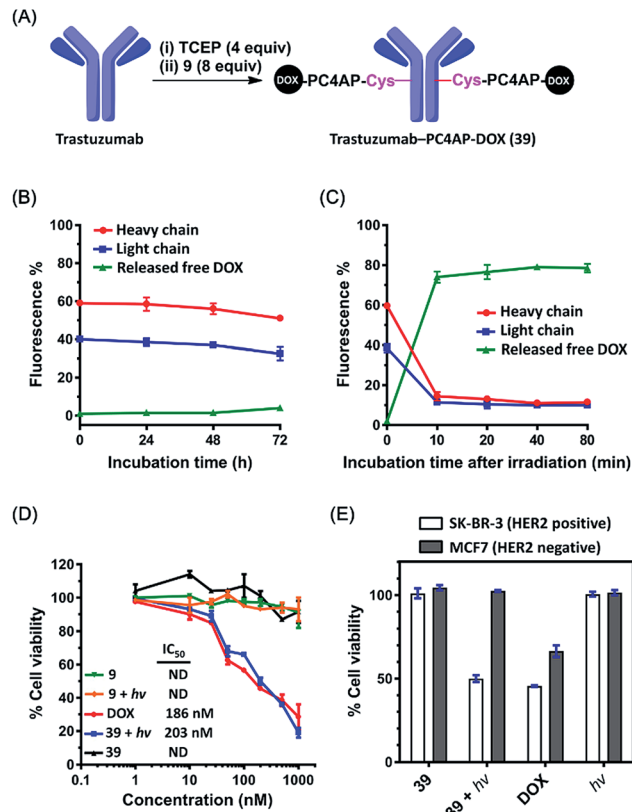 (A)
(i) TCEP (4 equiv)
(ii) 9 (8 equiv)
DOX-PC4AP-Cys
Cys-PC4AP-DOX
Trastuzumab
Trastuzumab–PC4AP-DOX (39)
(B)
Fluorescence %
100
80
60
40
20
0
Heavy chain
Light chain
Released free DOX
0 24 48 72
Incubation time (h)
(C)
Fluorescence %
100
80
60
40
20
0
Heavy chain
Light chain
Released free DOX
0 10 20 40 80
Incubation time after irradiation (min)
(D)
% Cell viability
120
100
80
60
40
20
0
IC50
9 ND
9 + hv ND
DOX 186 nM
39 + hv 203 nM
39 ND
0.1 1 10 100 1000
Concentration (nM)
(E)
SK-BR-3 (HER2 positive)
MCF7 (HER2 negative)
% Cell viability
100
50
0
39
39 + hv
DOX
hv